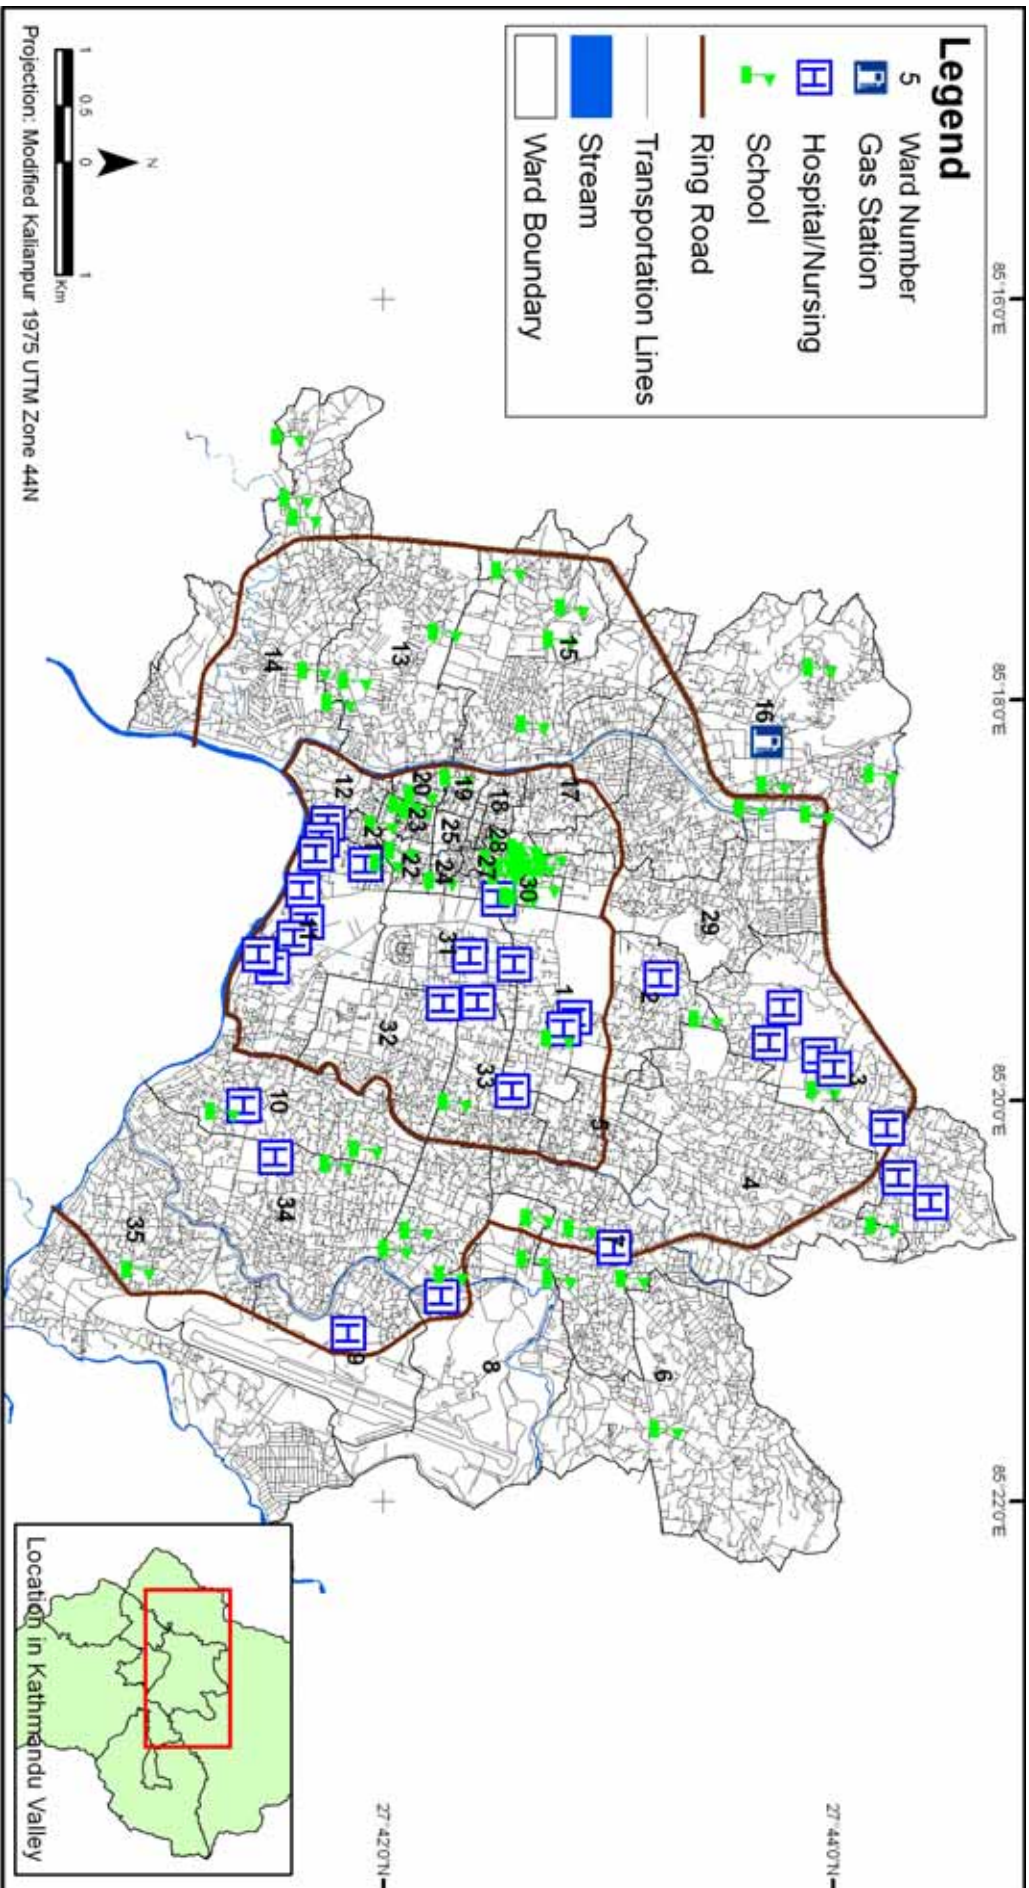 Legend
5 Ward Number
Gas Station
H Hospital/Nursing
School
Ring Road
Transportation Lines
Stream
Ward Boundary
85°16'0"E
85°18'0"E
85°20'0"E
85°22'0"E
27°44'0"N
27°42'0"N
16
3
29
4
2
15
17
1
5
7
6
18
28
27
30
19
25
24
31
33
8
20
23
22
21
13
32
9
14
12
11
10
34
35
N
1 0.5 0 1
Km
Projection: Modified Kalianpur 1975 UTM Zone 44N
Location in Kathmandu Valley